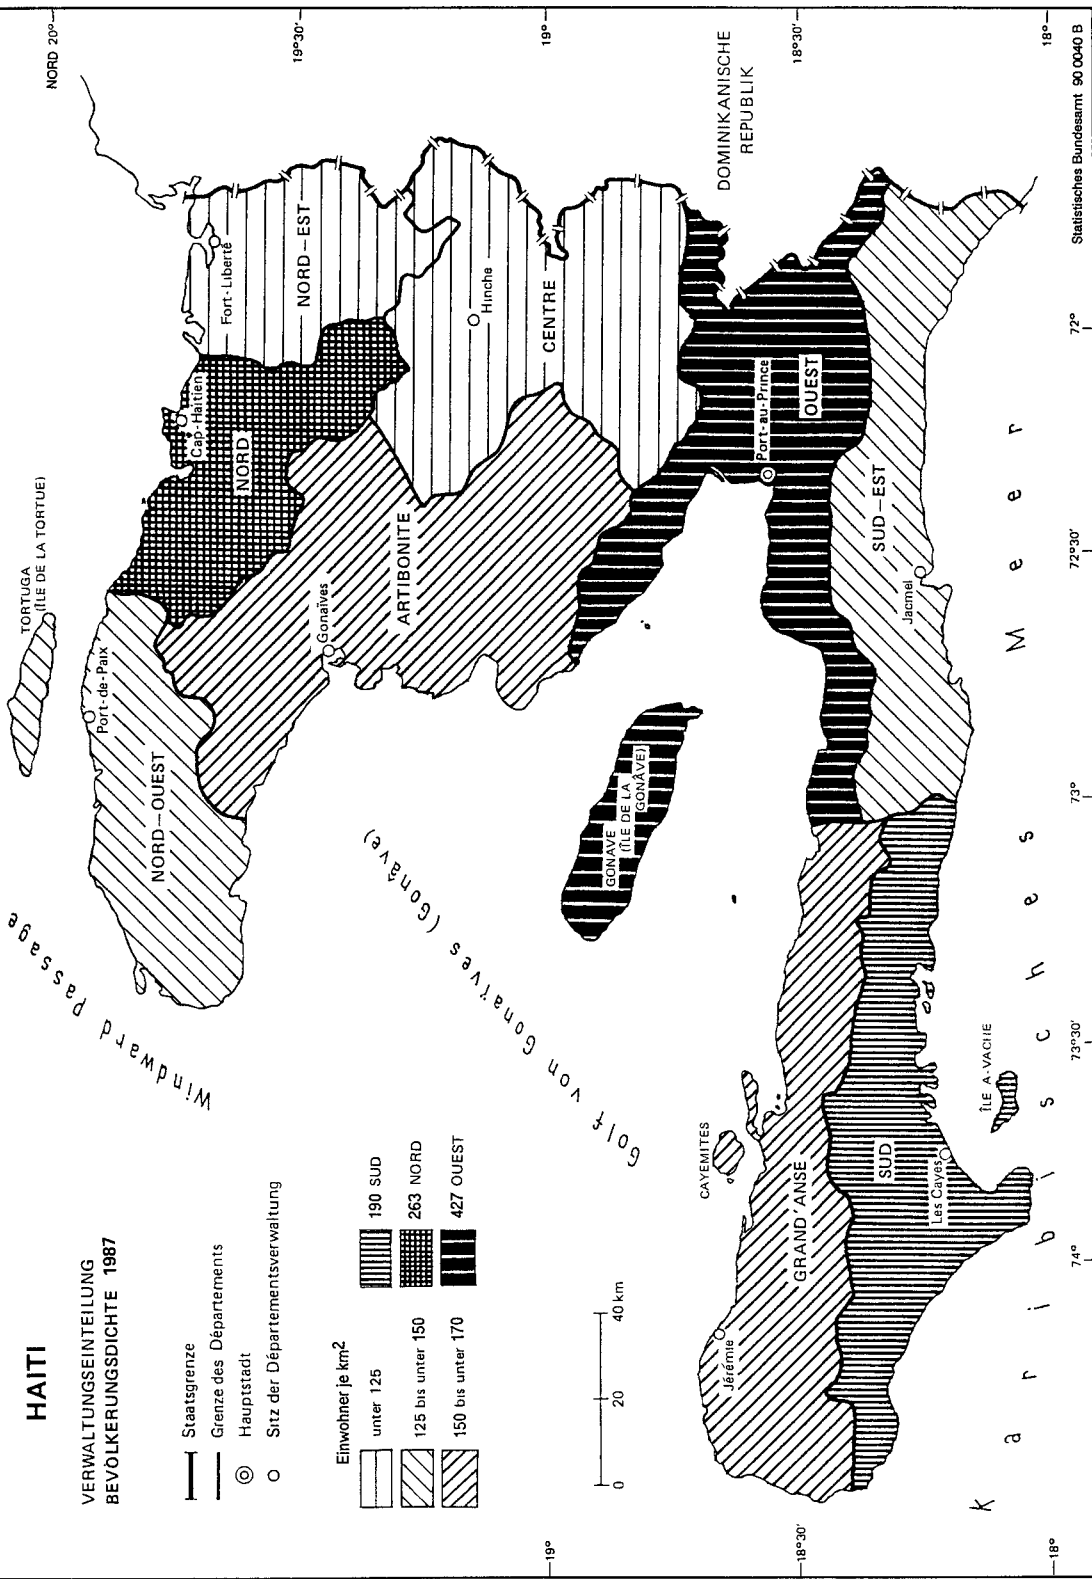 HAITI
VERWALTUNGSEINTEILUNG
BEVÖLKERUNGSDICHTE 1987
Staatsgrenze
Grenze des Départements
Hauptstadt
Sitz der Départementsverwaltung
Einwohner je km²
unter 125
125 bis unter 150
150 bis unter 170
190 SUD
263 NORD
427 OUEST
0 20 40 km
Windward Passage
TORTUGA
(ÎLE DE LA TORTUE)
NORD 20°
19°30'
19°
18°30'
18°
Port-de-Paix
NORD-OUEST
Cap-Haïtien
NORD
Fort-Liberté
NORD-EST
Gonaïves
ARTIBONITE
Hinche
CENTRE
DOMINIKANISCHE
REPUBLIK
Golf von Gonaïves (Gonâve)
GONAVE
(ÎLE DE LA
GONÂVE)
Port-au-Prince
OUEST
SUD-EST
Jacmel
CAYEMITES
Jérémie
GRAND'ANSE
SUD
Les Cayes
ÎLE A-VACHE
Karibisches Meer
19°
18°30'
18°
74°
73°30'
73°
72°30'
72°
Statistisches Bundesamt 90 0040 B